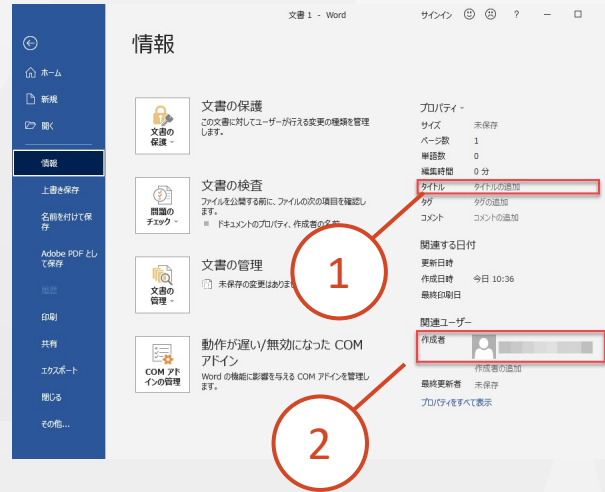 文書 1 - Word
サインイン
?
情報
ホーム
新規
開く
情報
上書き保存
名前を付けて保
存
Adobe PDF とし
て保存
履歴
印刷
共有
エクスポート
閉じる
その他...
文書の
保護
文書の保護
この文書に対してユーザーが行える変更の種類を管理
します。
問題の
チェック
文書の検査
ファイルを公開する前に、ファイルの次の項目を確認し
ます。
ドキュメントのプロパティ、作成者の名前
文書の
管理
文書の管理
未保存の変更はありませ
COM アド
インの管理
動作が遅い/無効になった COM
アドイン
Word の機能に影響を与える COM アドインを管理し
ます。
プロパティ
サイズ 未保存
ページ数 1
単語数 0
編集時間 0 分
タイトル タイトルの追加
タグ タグの追加
コメント コメントの追加
関連する日付
更新日時
作成日時 今日 10:36
最終印刷日
関連ユーザー
作成者
作成者の追加
最終更新者 未保存
プロパティをすべて表示
1
2